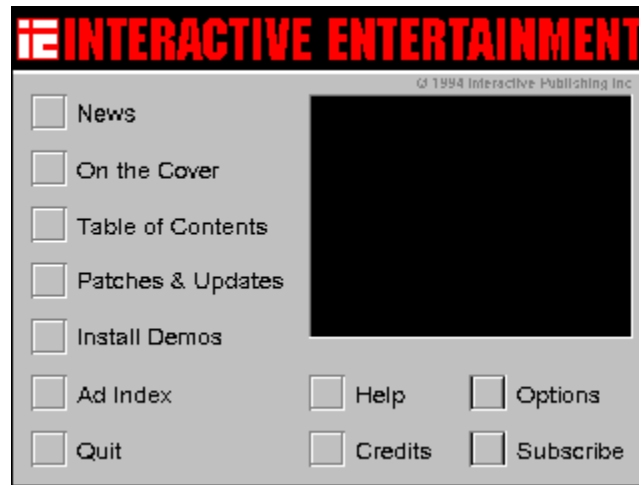 iE INTERACTIVE ENTERTAINMENT
© 1994 Interactive Publishing Inc
News
On the Cover
Table of Contents
Patches & Updates
Install Demos
Ad Index
Help
Options
Quit
Credits
Subscribe